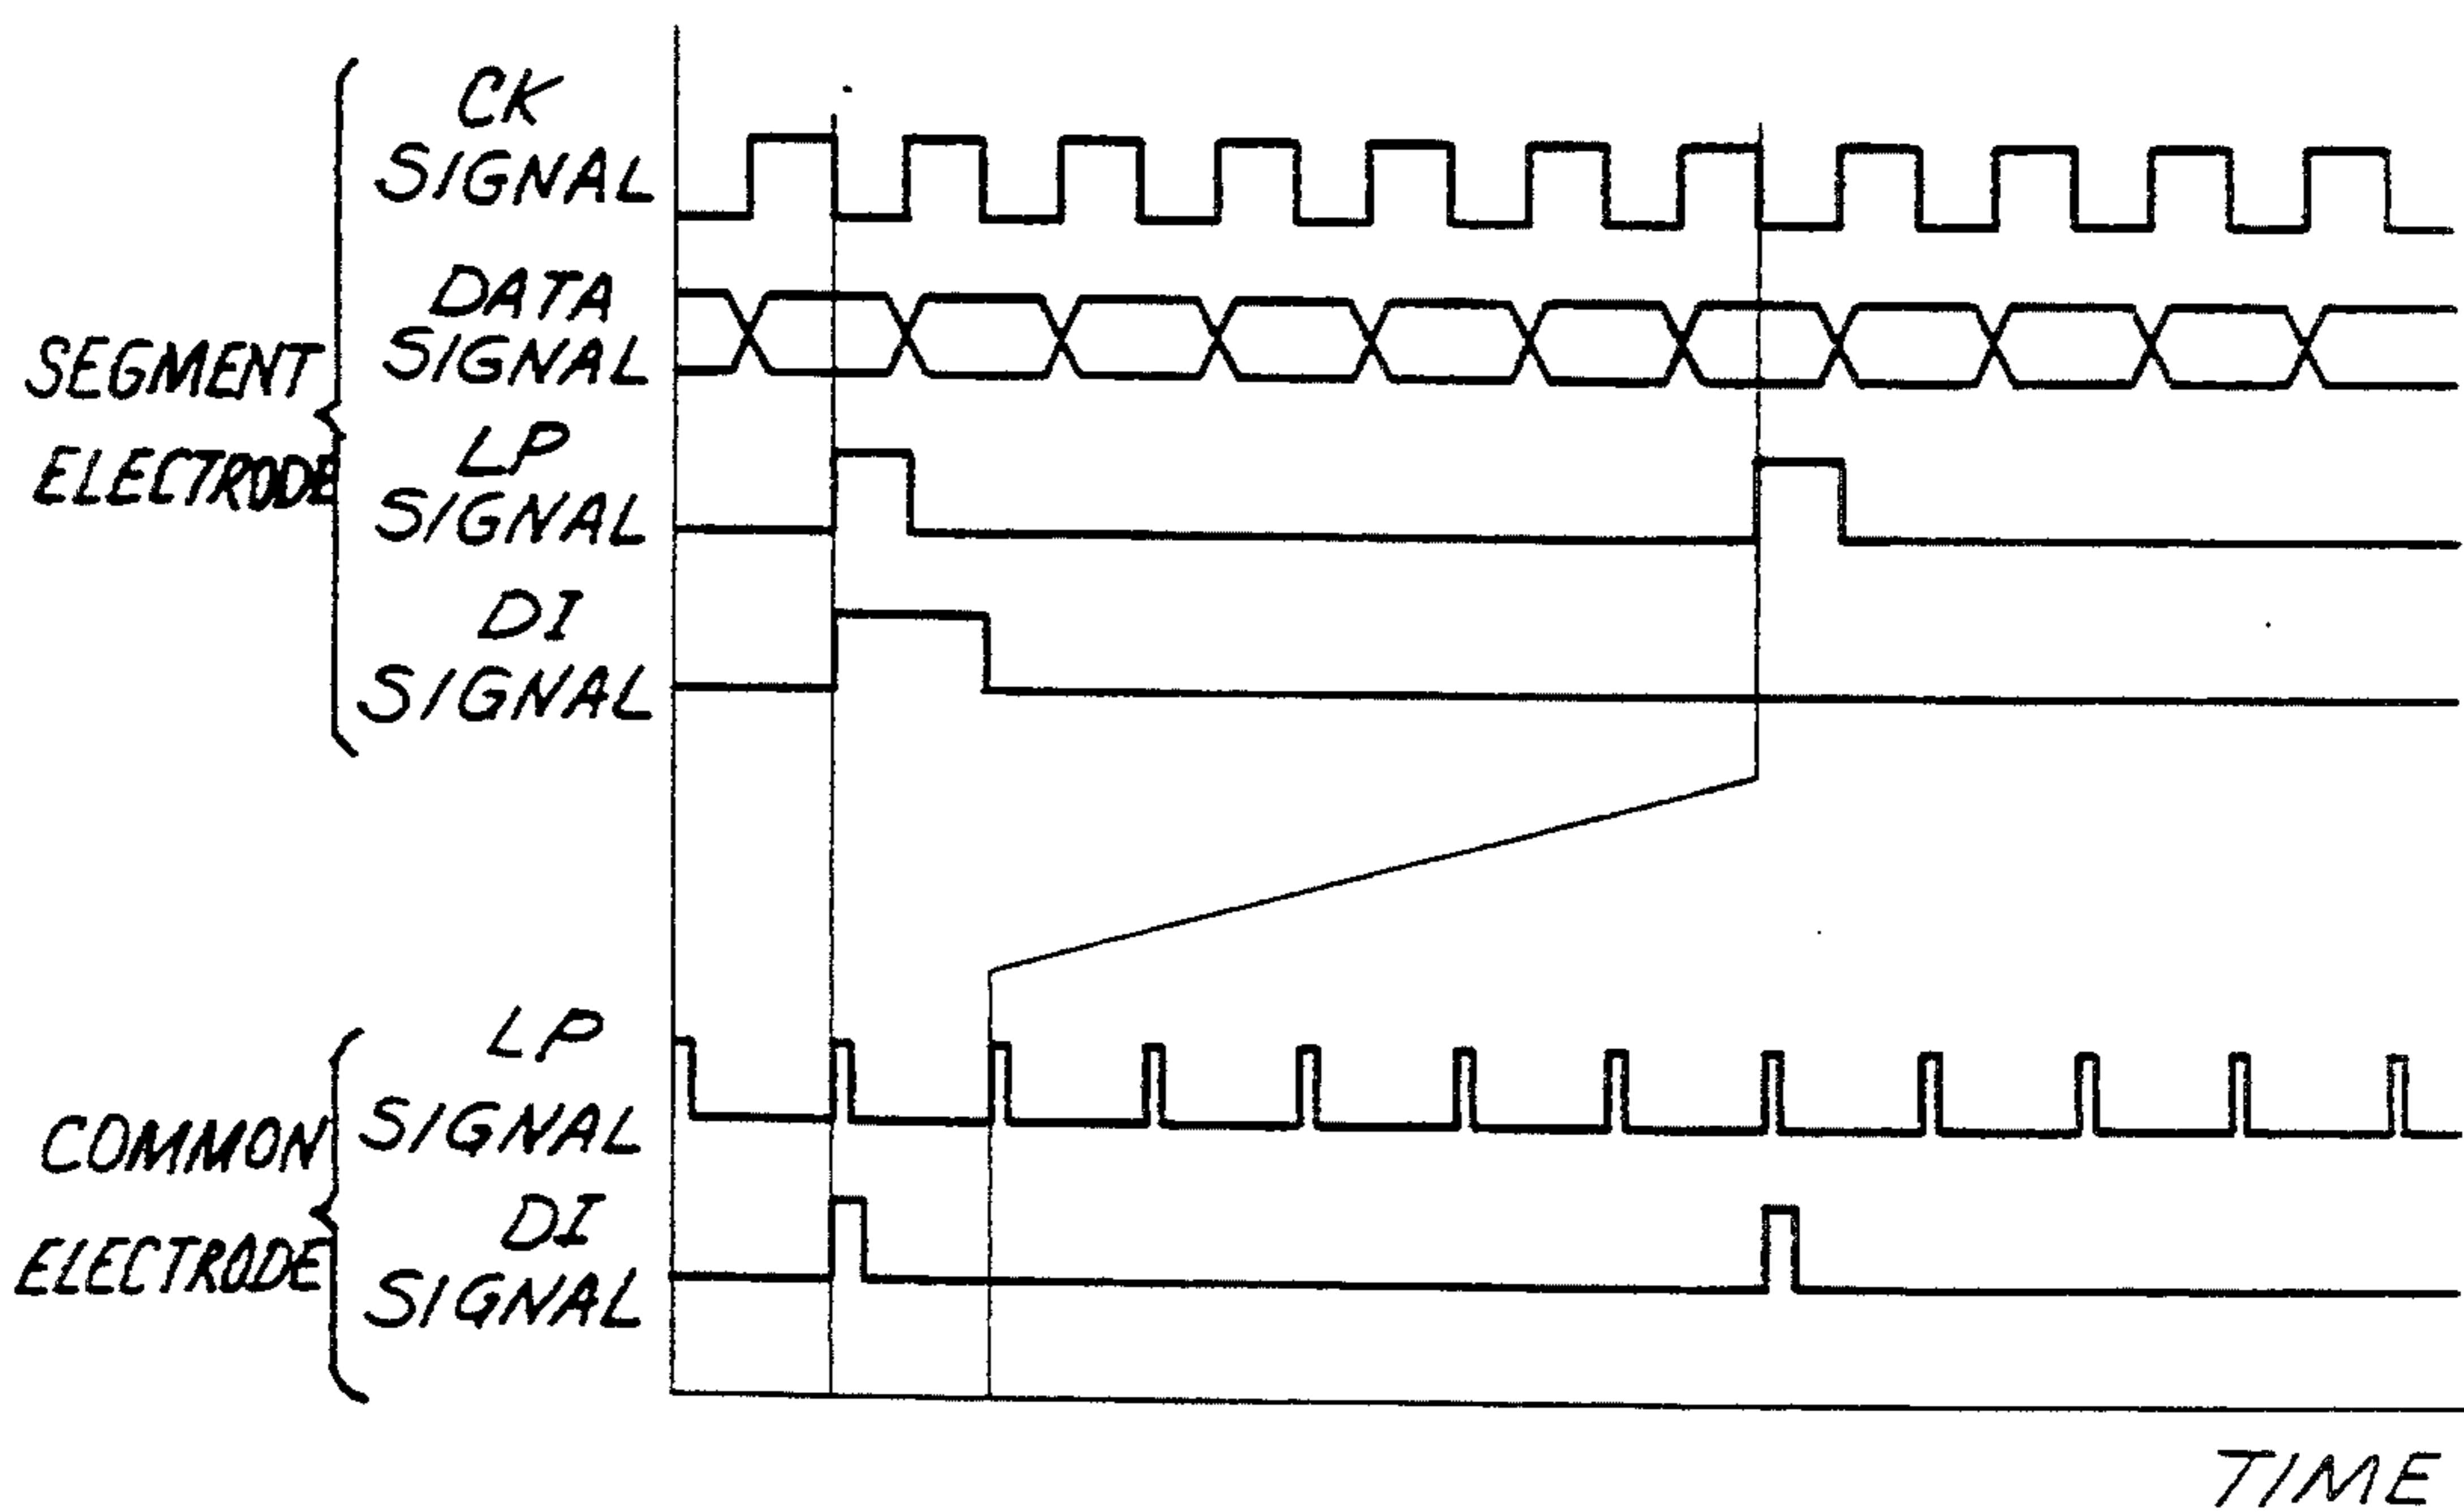 SEGMENT
ELECTRODE
CK
SIGNAL
DATA
SIGNAL
LP
SIGNAL
DI
SIGNAL
COMMON
ELECTRODE
LP
SIGNAL
DI
SIGNAL
TIME